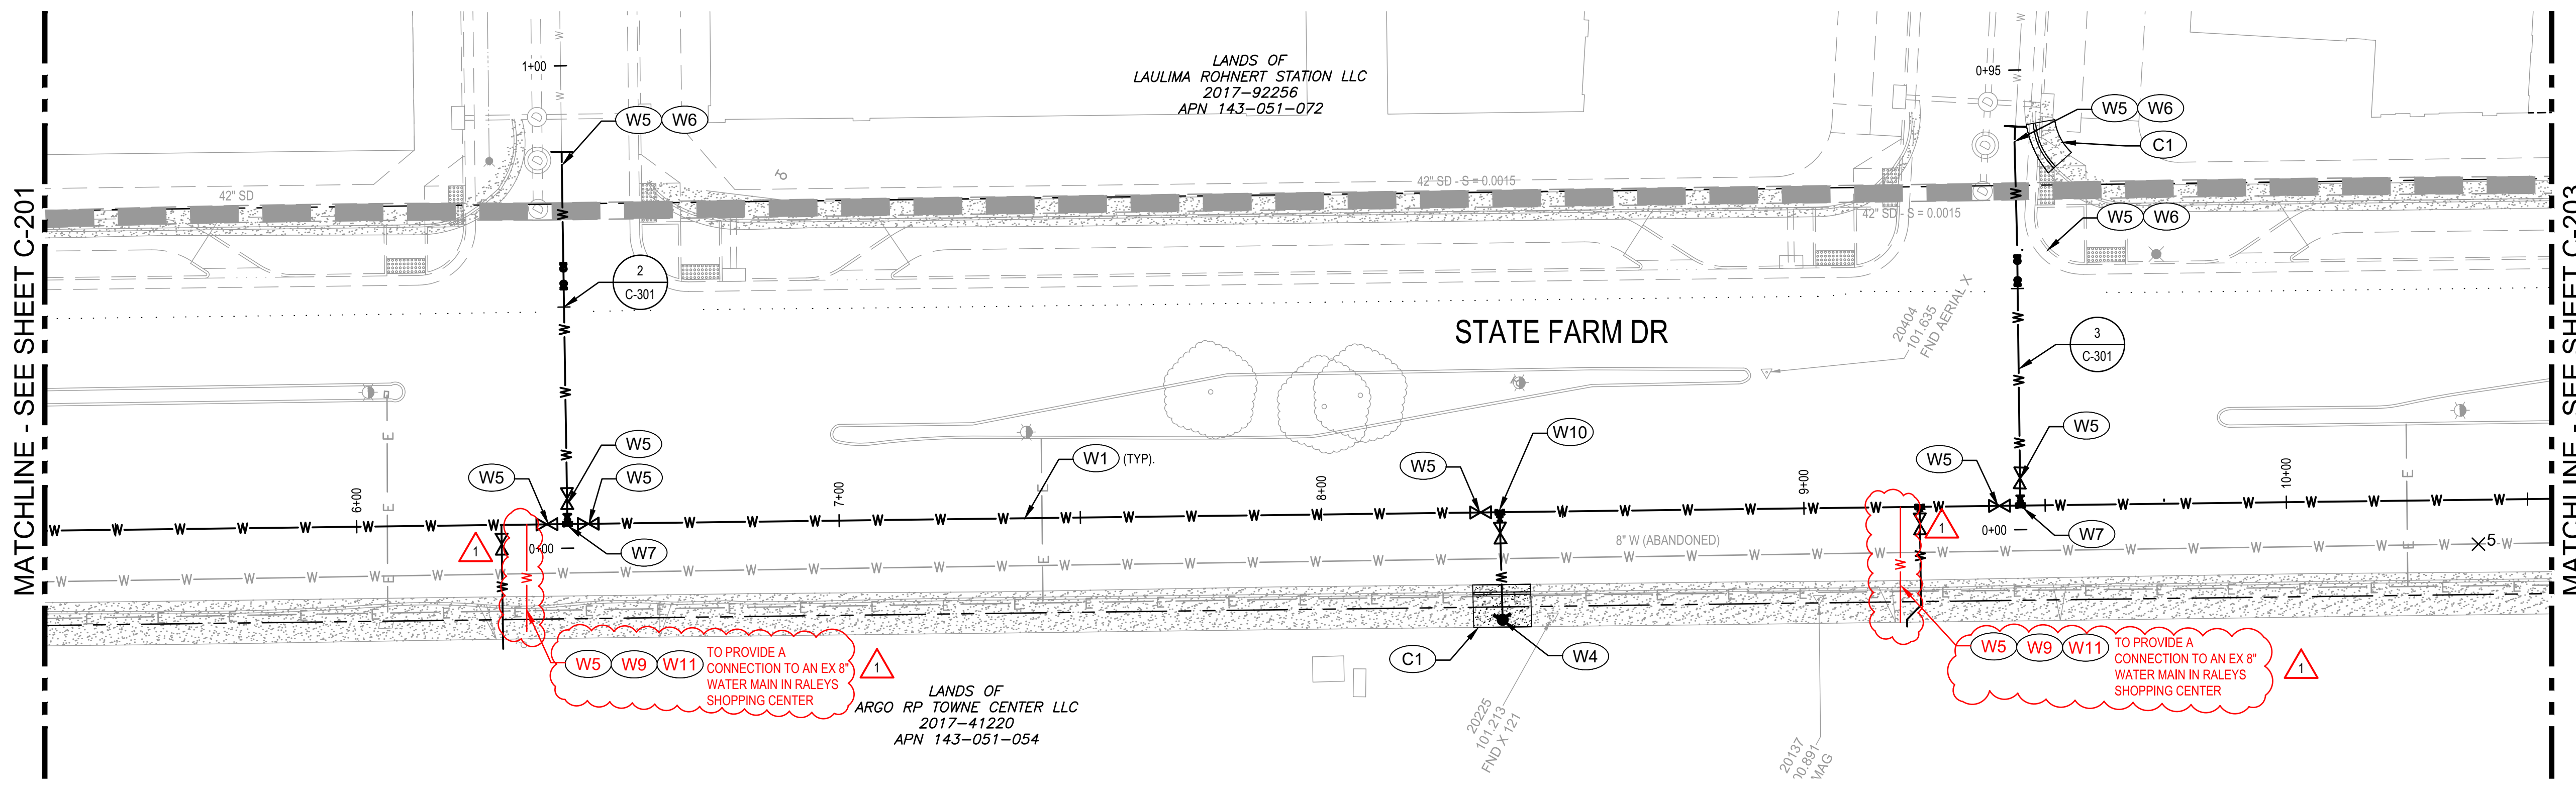 MATCHLINE - SEE SHEET C-201
1+00
W5 W6
LANDS OF
LAULIMA ROHNERT STATION LLC
2017-92256
APN 143-051-072
0+95
W5 W6
C1
42" SD
42" SD - S = 0.0015
42" SD - S = 0.0015
W5 W6
2
C-301
STATE FARM DR
20404
101.635
FND AERIAL X
3
C-301
W5
W5
W5
W1 (TYP).
W10
W5
W5
W5
6+00
7+00
8+00
9+00
10+00
W W W W W W W W W W W W W W W W W W W W W W W W W W W W W W W W W W W
1
0+00
W7
8" W (ABANDONED)
1
0+00
W7
5
E E E E E E E E E E E E E E E E E E E E E E E E E
W5 W9 W11
TO PROVIDE A
CONNECTION TO AN EX 8"
WATER MAIN IN RALEYS
SHOPPING CENTER
1
LANDS OF
ARGO RP TOWNE CENTER LLC
2017-41220
APN 143-051-054
C1
W4
20225
101.213
FND X 121
20137
00.891
MAG
W5 W9 W11
TO PROVIDE A
CONNECTION TO AN EX 8"
WATER MAIN IN RALEYS
SHOPPING CENTER
1
MATCHLINE - SEE SHEET C-203